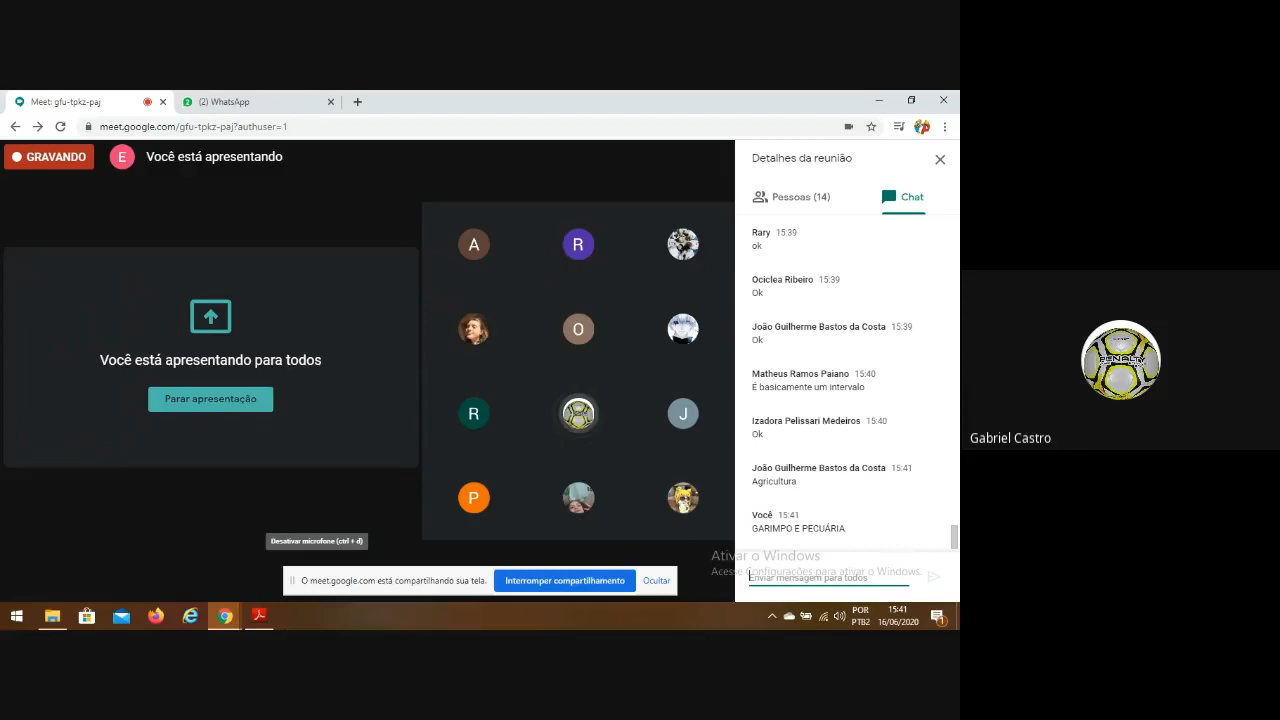 Meet: gfu-tpkz-paj
(2) WhatsApp
meet.google.com/gfu-tpkz-paj?authuser=1
GRAVANDO
E
Você está apresentando
Detalhes da reunião
Pessoas (14)
Chat
Rary 15:39
ok
Ociclea Ribeiro 15:39
Ok
João Guilherme Bastos da Costa 15:39
Ok
Matheus Ramos Paiano 15:40
É basicamente um intervalo
Izadora Pelissari Medeiros 15:40
Ok
João Guilherme Bastos da Costa 15:41
Agricultura
Você 15:41
GARIMPO E PECUÁRIA
Enviar mensagem para todos
Ativar o Windows
Acesse Configurações para ativar o Windows.
A
R
O
R
J
P
Você está apresentando para todos
Parar apresentação
Desativar microfone (ctrl + d)
O meet.google.com está compartilhando sua tela.
Interromper compartilhamento
Ocultar
POR
PTB2
15:41
16/06/2020
1
PENALTY
Gabriel Castro